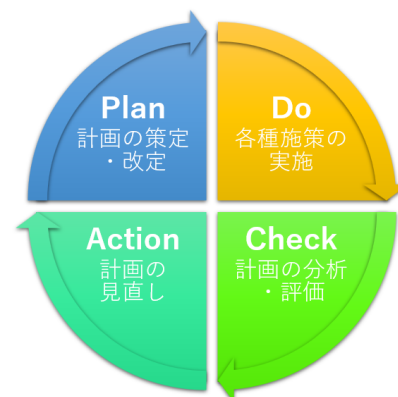 Plan
計画の策定
・改定
Do
各種施策の
実施
Action
計画の
見直し
Check
計画の分析
・評価